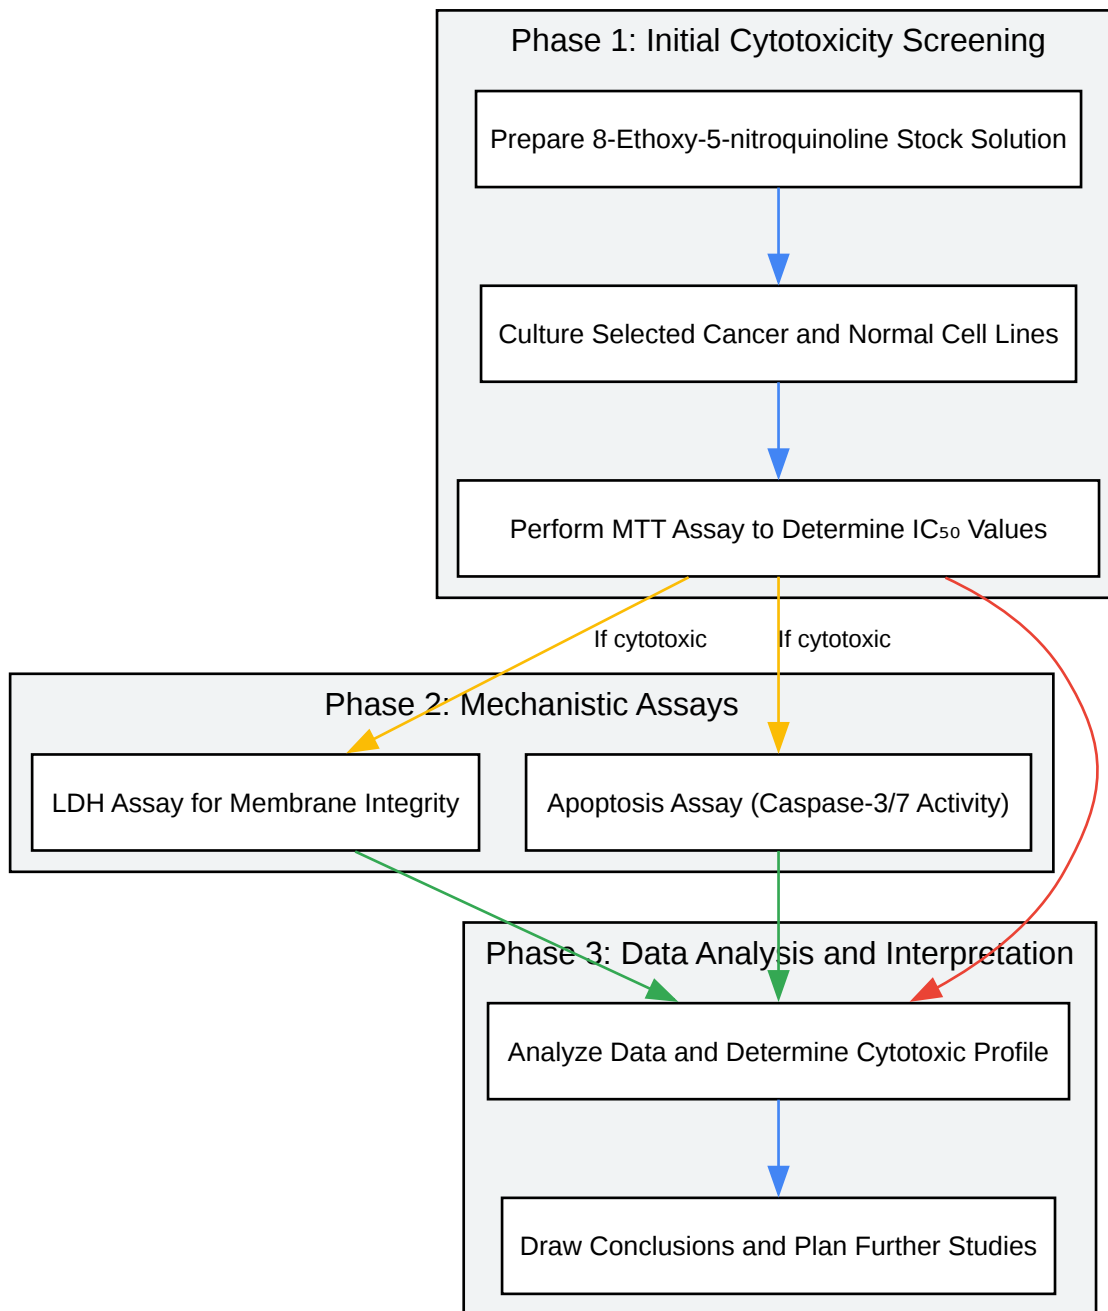 Phase 1: Initial Cytotoxicity Screening
Prepare 8-Ethoxy-5-nitroquinoline Stock Solution
Culture Selected Cancer and Normal Cell Lines
Perform MTT Assay to Determine IC₅₀ Values
If cytotoxic
If cytotoxic
Phase 2: Mechanistic Assays
LDH Assay for Membrane Integrity
Apoptosis Assay (Caspase-3/7 Activity)
Phase 3: Data Analysis and Interpretation
Analyze Data and Determine Cytotoxic Profile
Draw Conclusions and Plan Further Studies